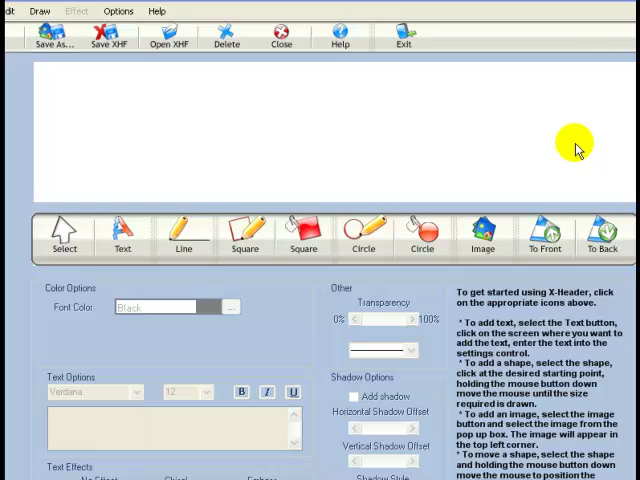 Draw Effect Options Help
Save As... Save XHF Open XHF Delete Close Help Exit
Select Text Line Square Square Circle Circle Image To Front To Back
Color Options
Font Color Black ...
Text Options
Verdana 12 B I U
Text Effects
Other
Transparency
0% 100%
Shadow Options
Add shadow
Horizontal Shadow Offset
Vertical Shadow Offset
Shadow Style
To get started using X-Header, click
on the appropriate icons above.
* To add text, select the Text button,
click on the screen where you want to
add the text, enter the text into the
settings control.
* To add a shape, select the shape,
click at the desired starting point,
holding the mouse button down
move the mouse until the size
required is drawn.
* To add an image, select the image
button and select the image from the
pop up box. The image will appear in
the top left corner.
* To move a shape, select the shape
and holding the mouse button down
move the mouse to position the